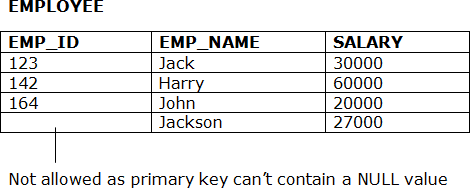 EMPLOYEE
EMP_ID EMP_NAME SALARY
123 Jack 30000
142 Harry 60000
164 John 20000
Jackson 27000
Not allowed as primary key can't contain a NULL value